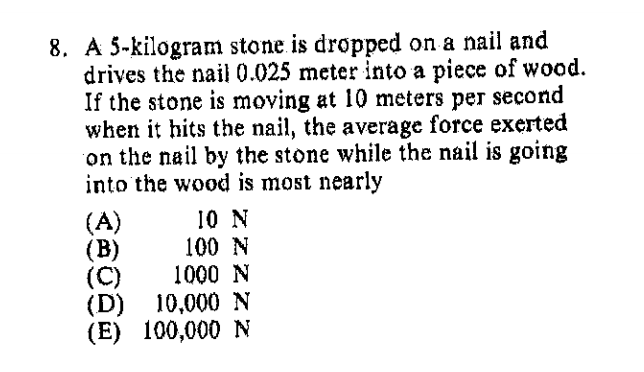 8. A 5-kilogram stone is dropped on a nail and
drives the nail 0.025 meter into a piece of wood.
If the stone is moving at 10 meters per second
when it hits the nail, the average force exerted
on the nail by the stone while the nail is going
into the wood is most nearly
(A) 10 N
(B) 100 N
(C) 1000 N
(D) 10,000 N
(E) 100,000 N